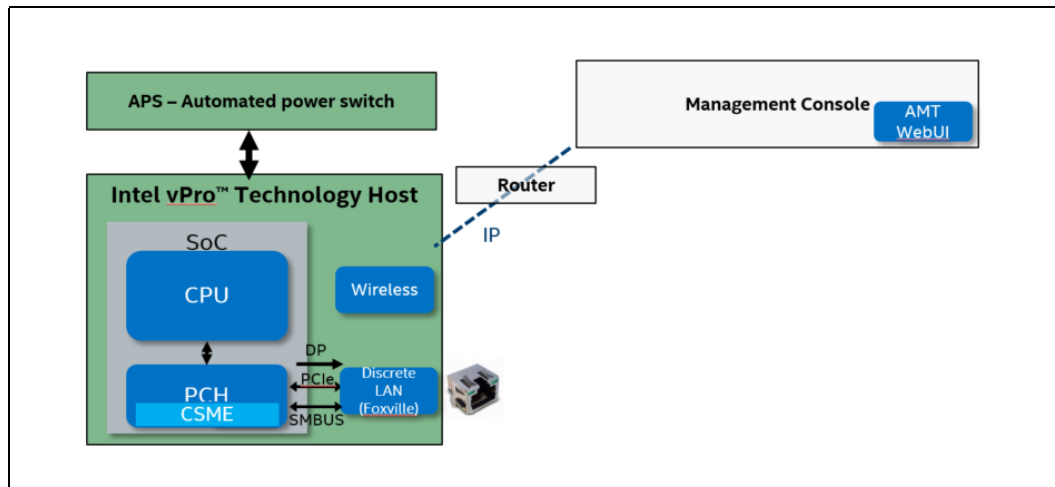 APS – Automated power switch
Management Console
AMT
WebUI
Router
IP
Intel vPro™ Technology Host
SoC
CPU
Wireless
DP
PCIe
SMBUS
PCH
CSME
Discrete
LAN
(Foxville)